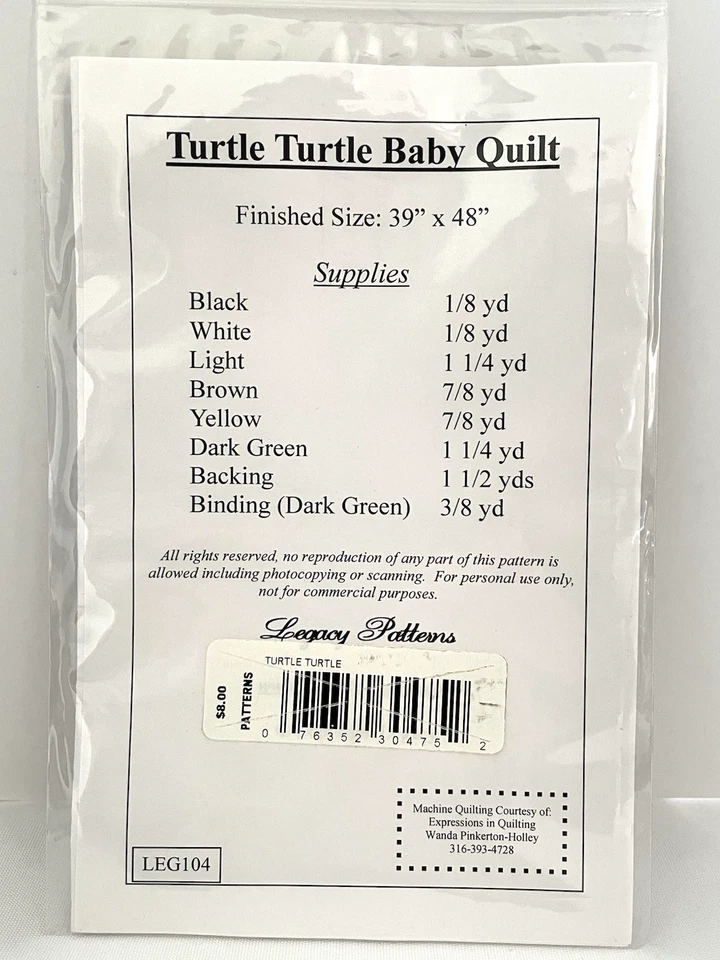 Turtle Turtle Baby Quilt
Finished Size: 39” x 48”
Supplies
Black 1/8 yd
White 1/8 yd
Light 1 1/4 yd
Brown 7/8 yd
Yellow 7/8 yd
Dark Green 1 1/4 yd
Backing 1 1/2 yds
Binding (Dark Green) 3/8 yd
All rights reserved, no reproduction of any part of this pattern is
allowed including photocopying or scanning. For personal use only,
not for commercial purposes.
Legacy Patterns
TURTLE TURTLE
$8.00
PATTERNS
0 76352 30475 2
Machine Quilting Courtesy of:
Expressions in Quilting
Wanda Pinkerton-Holley
316-393-4728
LEG104